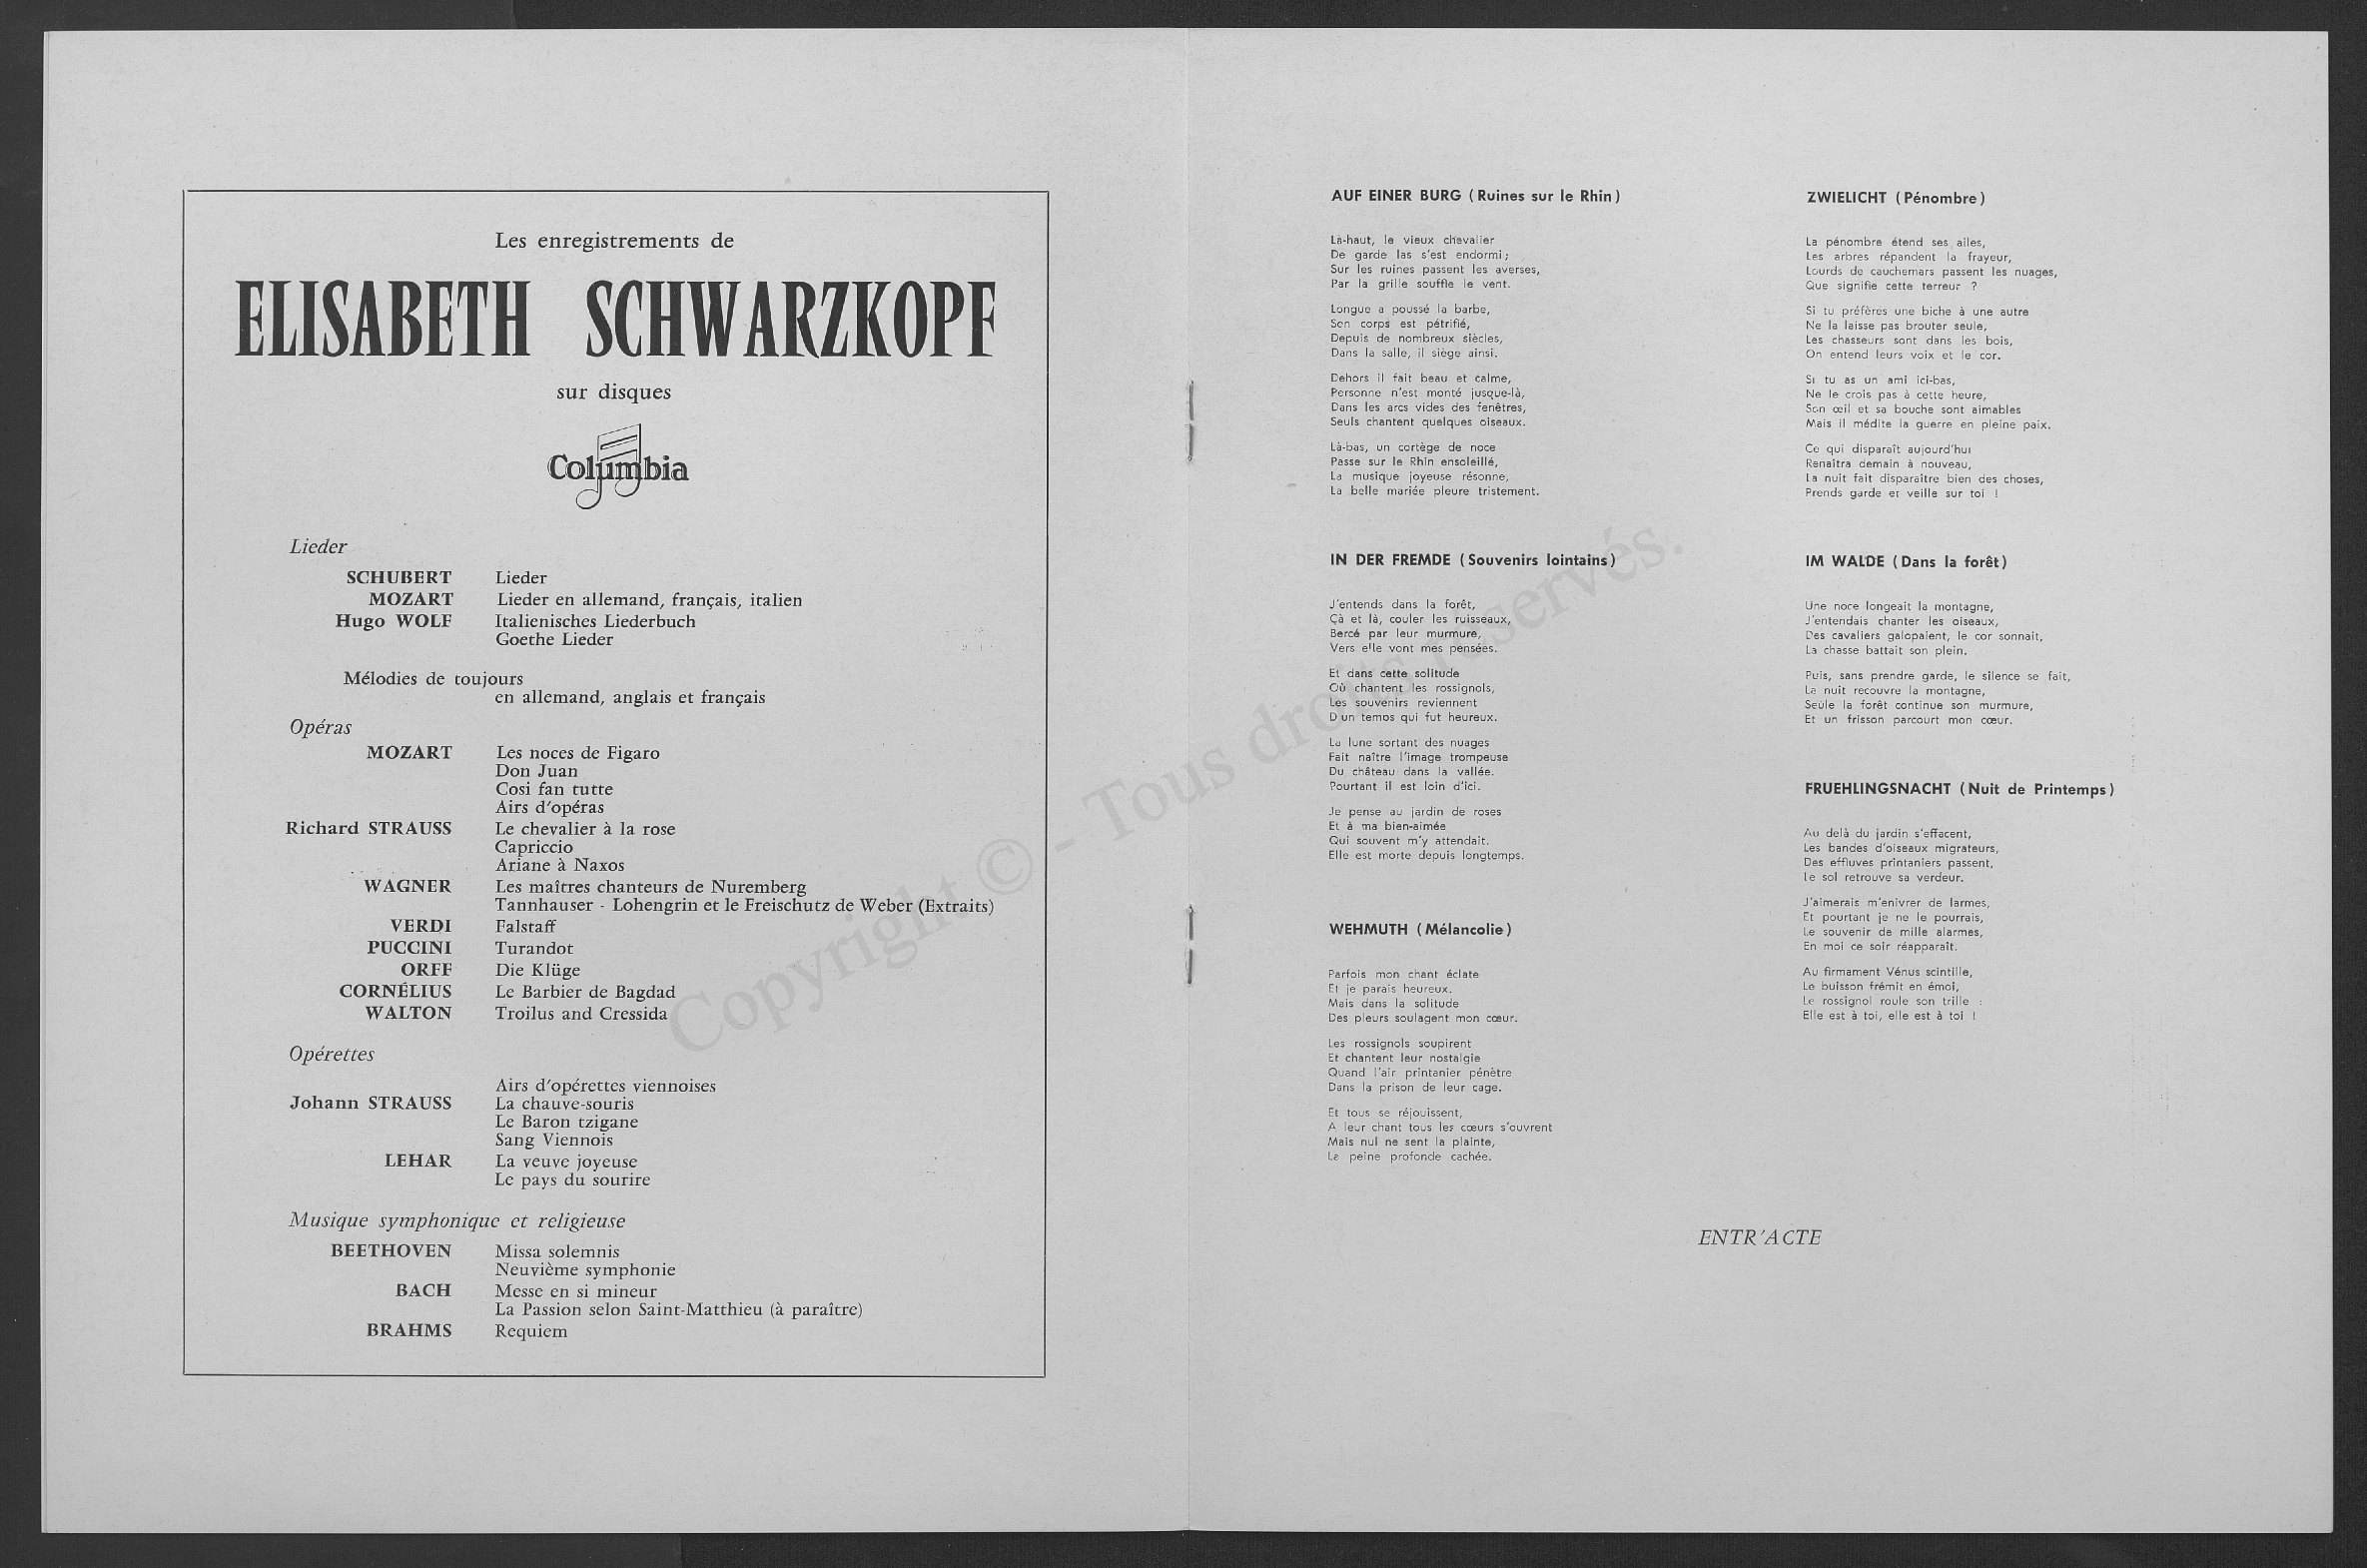 Les enregistrements de
ELISABETH SCHWARZKOPF
sur disques
Columbia
Lieder
SCHUBERT Lieder
MOZART Lieder en allemand, français, italien
Hugo WOLF Italienisches Liederbuch
Goethe Lieder
Mélodies de toujours
en allemand, anglais et français
Opéras
MOZART Les noces de Figaro
Don Juan
Cosi fan tutte
Airs d'opéras
Richard STRAUSS Le chevalier à la rose
Capriccio
Ariane à Naxos
WAGNER Les maîtres chanteurs de Nuremberg
Tannhauser - Lohengrin et le Freischutz de Weber (Extraits)
VERDI Falstaff
PUCCINI Turandot
ORFF Die Klüge
CORNÉLIUS Le Barbier de Bagdad
WALTON Troilus and Cressida
Opérettes
Airs d'opérettes viennoises
Johann STRAUSS La chauve-souris
Le Baron tzigane
Sang Viennois
LEHAR La veuve joyeuse
Le pays du sourire
Musique symphonique et religieuse
BEETHOVEN Missa solemnis
Neuvième symphonie
BACH Messe en si mineur
La Passion selon Saint-Matthieu (à paraître)
BRAHMS Requiem
AUF EINER BURG (Ruines sur le Rhin)
Là-haut, le vieux chevalier
De garde las s'est endormi ;
Sur les ruines passent les averses,
Par la grille souffle le vent.
Longue a poussé la barbe,
Son corps est pétrifié,
Depuis de nombreux siècles,
Dans la salle, il siège ainsi.
Dehors il fait beau et calme,
Personne n'est monté jusque-là,
Dans les arcs vides des fenêtres,
Seuls chantent quelques oiseaux.
Là-bas, un cortège de noce
Passe sur le Rhin ensoleillé,
La musique joyeuse résonne,
La belle mariée pleure tristement.
IN DER FREMDE (Souvenirs lointains)
J'entends dans la forêt,
Çà et là, couler les ruisseaux,
Bercé par leur murmure,
Vers elle vont mes pensées.
Et dans cette solitude
Où chantent les rossignols,
Les souvenirs reviennent
D'un temps qui fut heureux.
La lune sortant des nuages
Fait naître l'image trompeuse
Du château dans la vallée.
Pourtant il est loin d'ici.
Je pense au jardin de roses
Et à ma bien-aimée
Qui souvent m'y attendait.
Elle est morte depuis longtemps.
WEHMUTH (Mélancolie)
Parfois mon chant éclate
Et je parais heureux.
Mais dans la solitude
Des pleurs soulagent mon cœur.
Les rossignols soupirent
Et chantent leur nostalgie
Quand l'air printanier pénètre
Dans la prison de leur cage.
Et tous se réjouissent,
A leur chant tous les cœurs s'ouvrent
Mais nul ne sent la plainte,
La peine profonde cachée.
ZWIELICHT (Pénombre)
La pénombre étend ses ailes,
Les arbres répandent la frayeur,
Lourds de cauchemars passent les nuages,
Que signifie cette terreur ?
Si tu préfères une biche à une autre
Ne la laisse pas brouter seule,
Les chasseurs sont dans les bois,
On entend leurs voix et le cor.
Si tu as un ami ici-bas,
Ne le crois pas à cette heure,
Son œil et sa bouche sont aimables
Mais il médite la guerre en pleine paix.
Ce qui disparaît aujourd'hui
Renaîtra demain à nouveau,
La nuit fait disparaître bien des choses,
Prends garde et veille sur toi !
IM WALDE (Dans la forêt)
Une noce longeait la montagne,
J'entendais chanter les oiseaux,
Des cavaliers galopaient, le cor sonnait,
La chasse battait son plein.
Puis, sans prendre garde, le silence se fait,
La nuit recouvre la montagne,
Seule la forêt continue son murmure,
Et un frisson parcourt mon cœur.
FRUEHLINGSNACHT (Nuit de Printemps)
Au delà du jardin s'effacent,
Les bandes d'oiseaux migrateurs,
Des effluves printaniers passent,
Le sol retrouve sa verdeur.
J'aimerais m'enivrer de larmes,
Et pourtant je ne le pourrais,
Le souvenir de mille alarmes,
En moi ce soir réapparaît.
Au firmament Vénus scintille,
Le buisson frémit en émoi,
Le rossignol roule son trille :
Elle est à toi, elle est à toi !
ENTR'ACTE
Copyright © - Tous droits réservés.